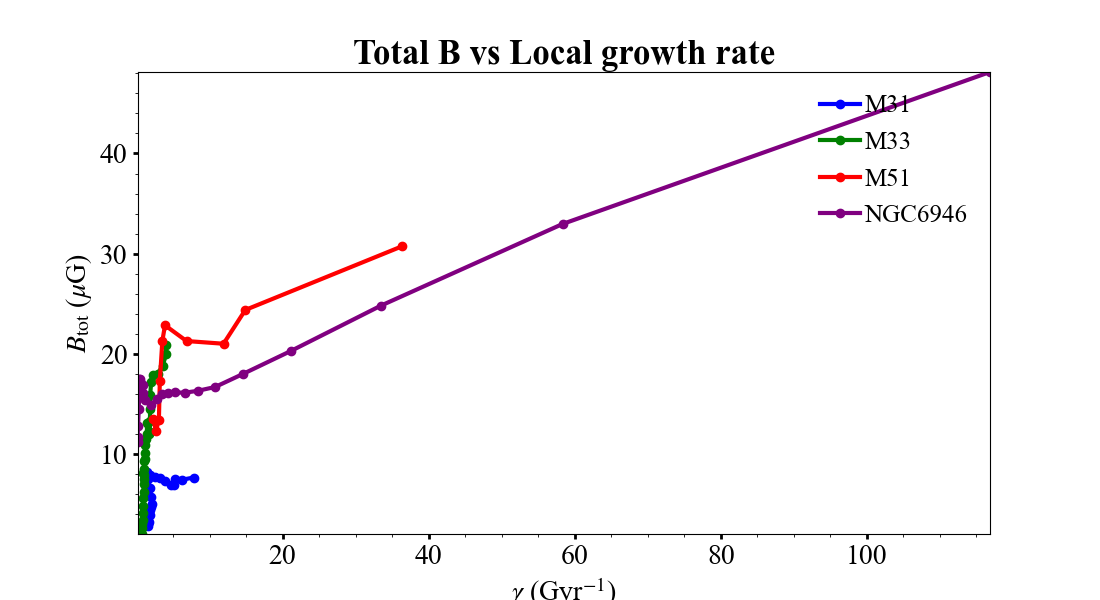 Total B vs Local growth rate
M31
M33
M51
NGC6946
40
30
20
10
B_tot (μG)
20 40 60 80 100
γ (Gyr⁻¹)